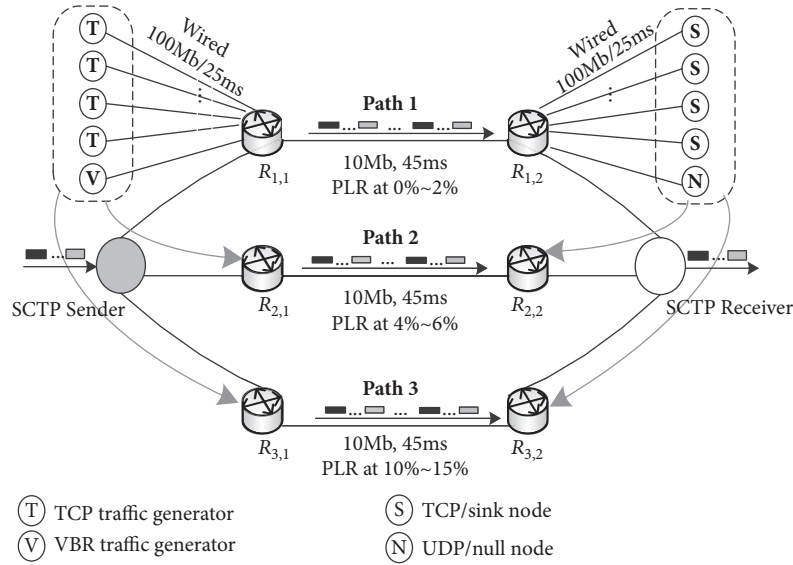 T
T
T
T
V
Wired
100Mb/25ms
...
Wired
100Mb/25ms
...
S
S
S
S
N
Path 1
... ... ...
10Mb, 45ms
PLR at 0%~2%
R1,1
R1,2
Path 2
... ... ...
10Mb, 45ms
PLR at 4%~6%
R2,1
R2,2
...
SCTP Sender
...
SCTP Receiver
Path 3
... ... ...
10Mb, 45ms
PLR at 10%~15%
R3,1
R3,2
T TCP traffic generator
V VBR traffic generator
S TCP/sink node
N UDP/null node